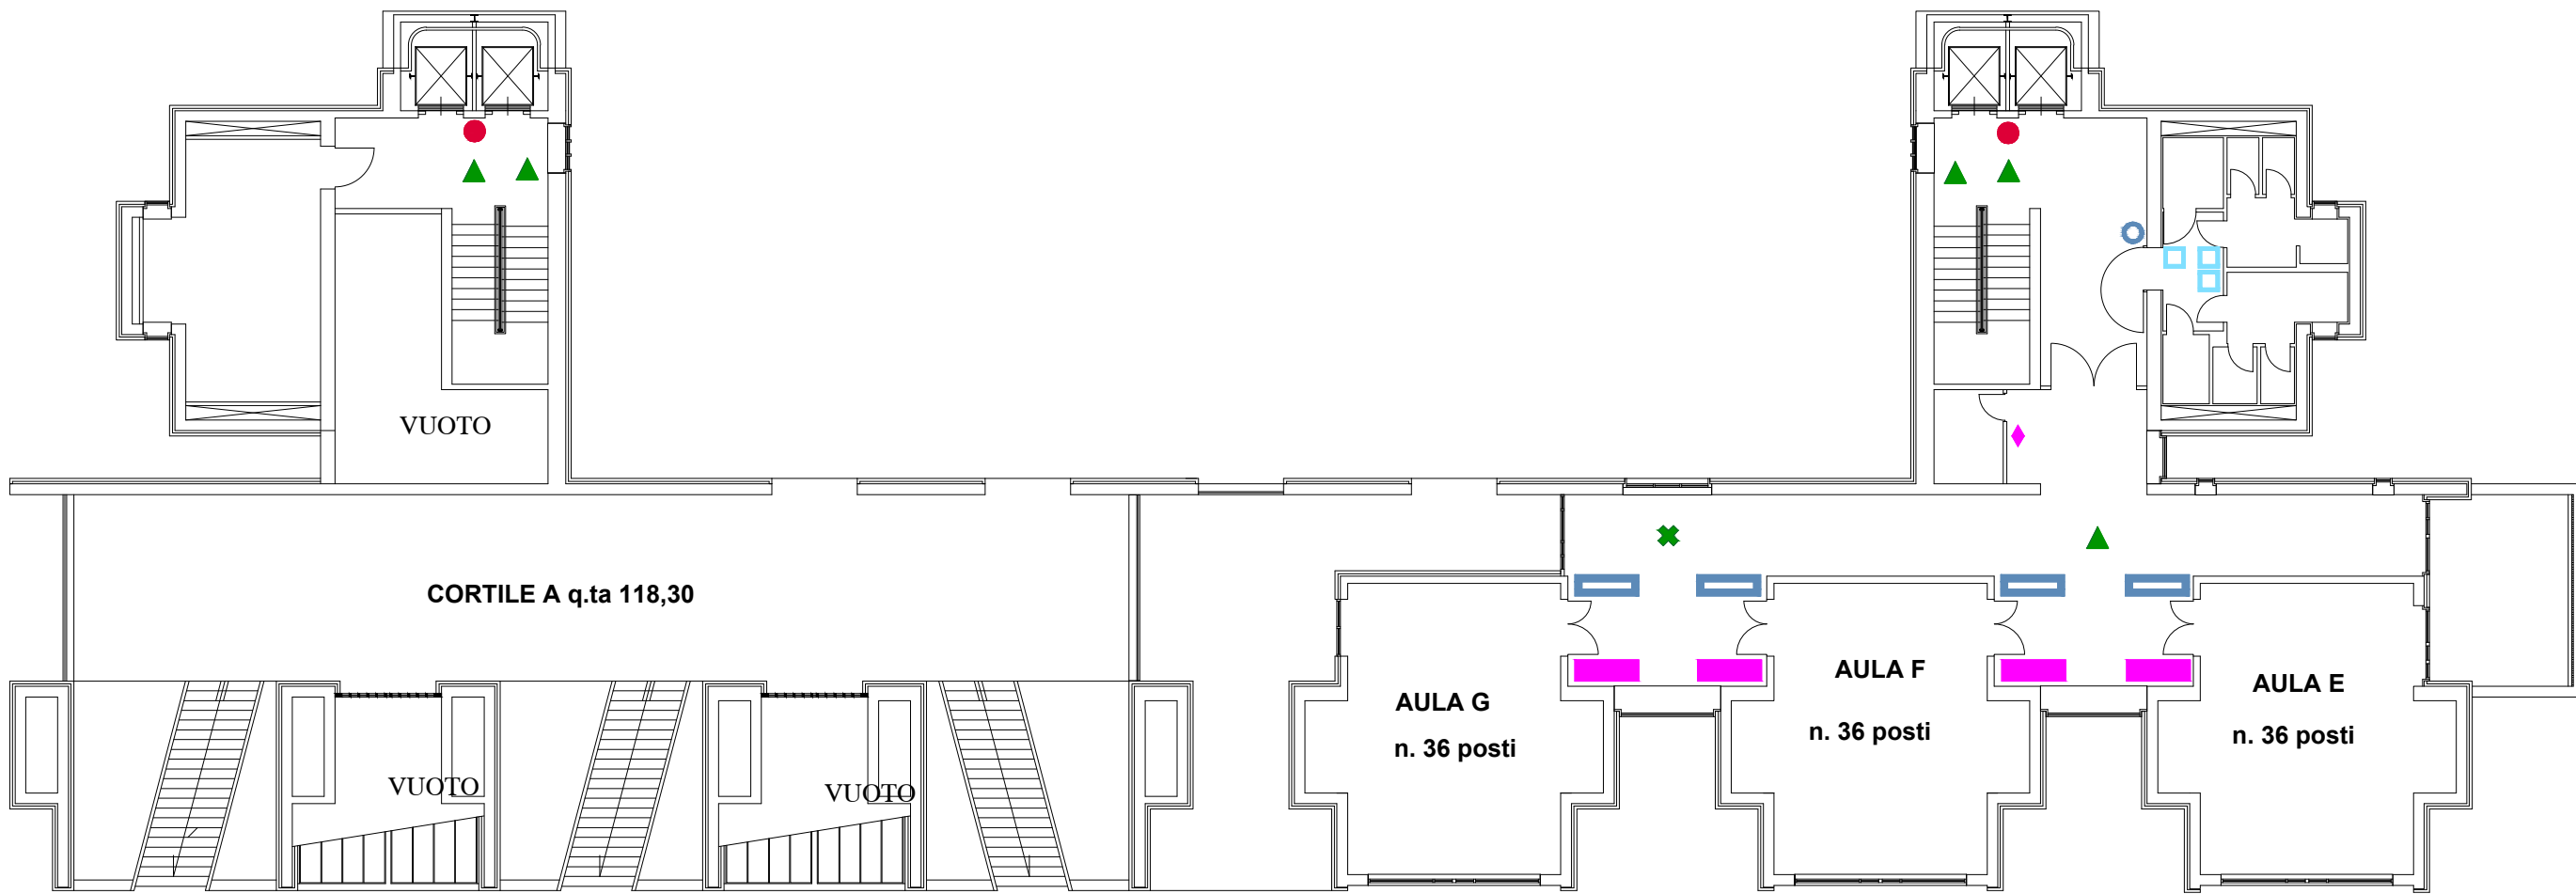 VUOTO
CORTILE A q.ta 118,30
AULA G
n. 36 posti
AULA F
n. 36 posti
AULA E
n. 36 posti
VUOTO
VUOTO